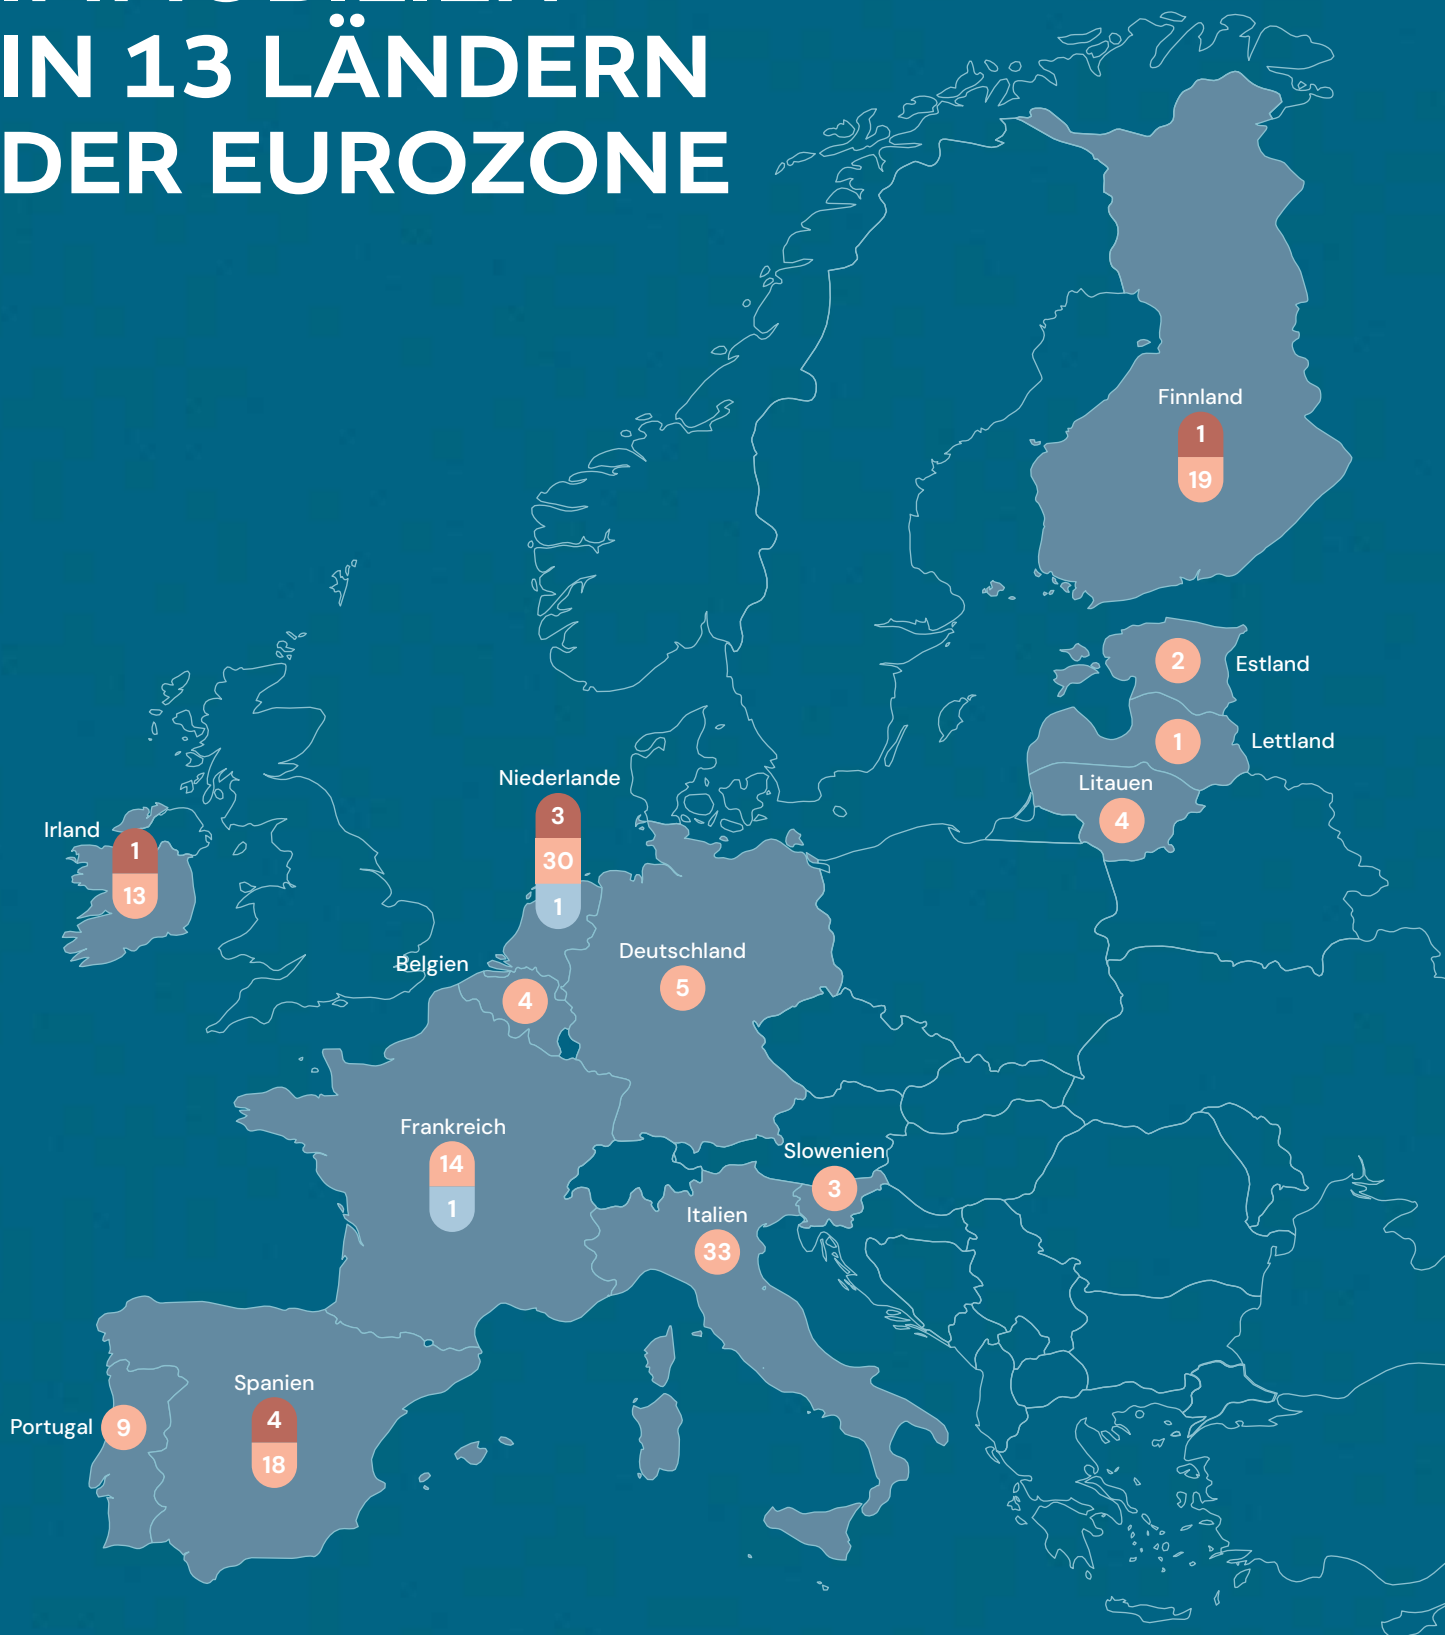 IN 13 LÄNDERN
DER EUROZONE
Finnland
1
19
2
Estland
1
Lettland
Litauen
4
Niederlande
3
30
1
Irland
1
13
Belgien
4
Deutschland
5
Frankreich
14
1
Slowenien
3
Italien
33
Spanien
4
18
Portugal
9